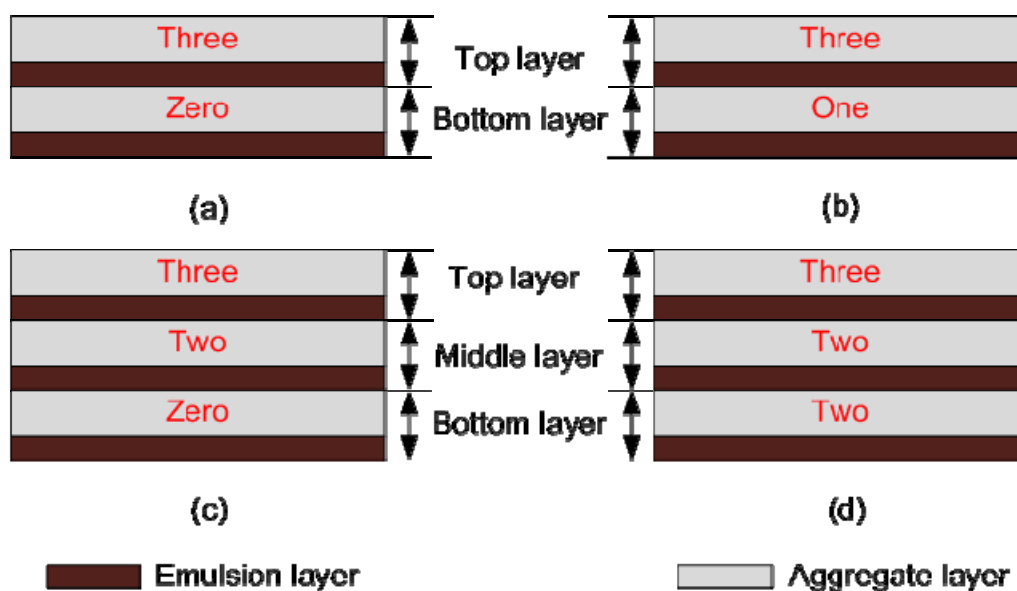 Three
Top layer
Three
Zero
Bottom layer
One
(a)
(b)
Three
Top layer
Three
Two
Middle layer
Two
Zero
Bottom layer
Two
(c)
(d)
Emulsion layer
Aggregate layer